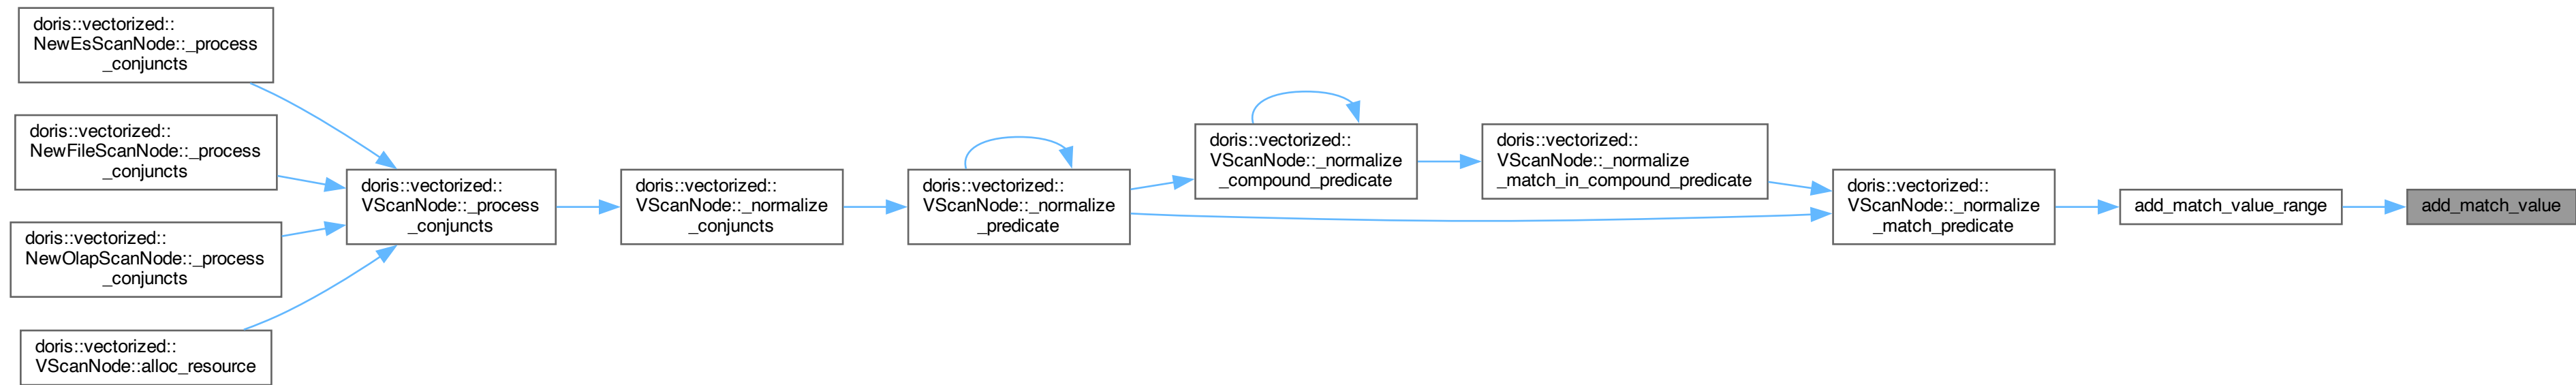 doris::vectorized::
NewEsScanNode::_process
_conjuncts
doris::vectorized::
NewFileScanNode::_process
_conjuncts
doris::vectorized::
NewOlapScanNode::_process
_conjuncts
doris::vectorized::
VScanNode::alloc_resource
doris::vectorized::
VScanNode::_process
_conjuncts
doris::vectorized::
VScanNode::_normalize
_conjuncts
doris::vectorized::
VScanNode::_normalize
_predicate
doris::vectorized::
VScanNode::_normalize
_compound_predicate
doris::vectorized::
VScanNode::_normalize
_match_in_compound_predicate
doris::vectorized::
VScanNode::_normalize
_match_predicate
add_match_value_range
add_match_value